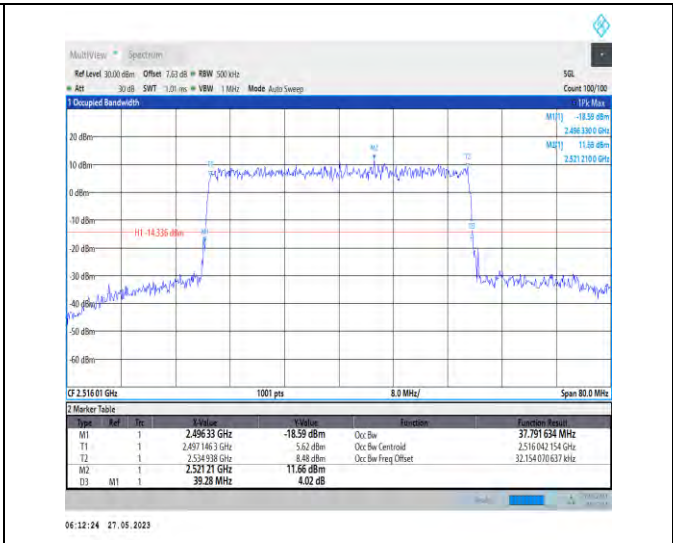 MultiView Spectrum
Ref Level 30.00 dBm Offset 7.63 dB RBW 500 kHz SGL
Att 30 dB SWT 1.01 ms VBW 1 MHz Mode Auto Sweep Count 100/100
1 Occupied Bandwidth 1Pk Max
M1[1] -18.59 dBm
2.496 330 0 GHz
M2[1] 11.66 dBm
2.521 210 0 GHz
20 dBm
M2
T1 T2
10 dBm
0 dBm
-10 dBm
H1 -14.336 dBm M1
-20 dBm
-30 dBm
-40 dBm
-50 dBm
-60 dBm
CF 2.516 01 GHz 1001 pts 8.0 MHz/ Span 80.0 MHz
2 Marker Table
Type Ref Trc X-Value Y-Value Function Function Result
M1 1 2.496 33 GHz -18.59 dBm Occ Bw 37.791 634 MHz
T1 1 2.497 146 3 GHz 5.62 dBm Occ Bw Centroid 2.516 042 154 GHz
T2 1 2.534 938 GHz 8.48 dBm Occ Bw Freq Offset 32.154 070 637 kHz
M2 1 2.521 21 GHz 11.66 dBm
D3 M1 1 39.28 MHz 4.02 dB
06:12:24 27.05.2023